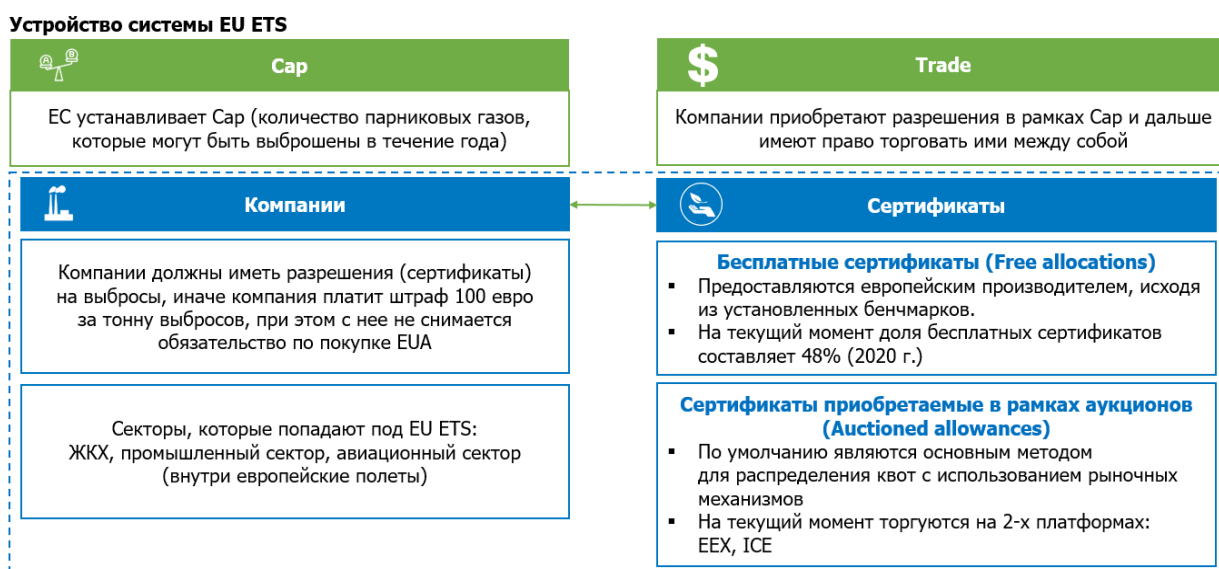 Устройство системы EU ETS
Cap
ЕС устанавливает Cap (количество парниковых газов,
которые могут быть выброшены в течение года)
$
Trade
Компании приобретают разрешения в рамках Cap и дальше
имеют право торговать ими между собой
A
B
Компании
Компании должны иметь разрешения (сертификаты)
на выбросы, иначе компания платит штраф 100 евро
за тонну выбросов, при этом с нее не снимается
обязательство по покупке EUA
Секторы, которые попадают под EU ETS:
ЖКХ, промышленный сектор, авиационный сектор
(внутри европейские полеты)
Сертификаты
Бесплатные сертификаты (Free allocations)
▪ Предоставляются европейским производителем, исходя
из установленных бенчмарков.
▪ На текущий момент доля бесплатных сертификатов
составляет 48% (2020 г.)
Сертификаты приобретаемые в рамках аукционов
(Auctioned allowances)
▪ По умолчанию являются основным методом
для распределения квот с использованием рыночных
механизмов
▪ На текущий момент торгуются на 2-х платформах:
EEX, ICE